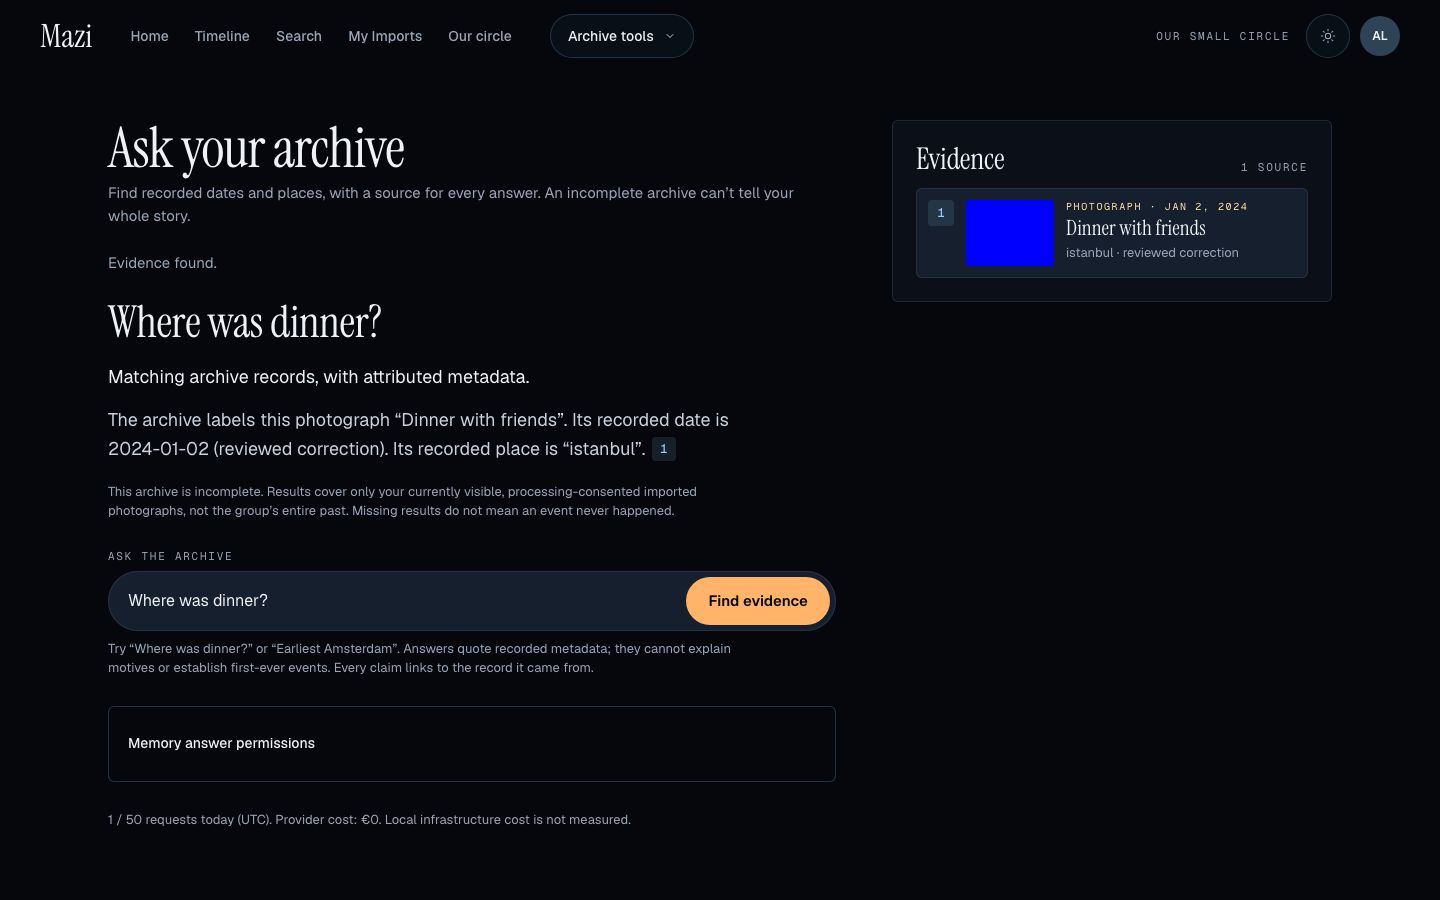 Mazi
Home
Timeline
Search
My Imports
Our circle
Archive tools
OUR SMALL CIRCLE
AL
Ask your archive
Find recorded dates and places, with a source for every answer. An incomplete archive can’t tell your
whole story.
Evidence found.
Where was dinner?
Matching archive records, with attributed metadata.
The archive labels this photograph “Dinner with friends”. Its recorded date is
2024-01-02 (reviewed correction). Its recorded place is “istanbul”. 1
This archive is incomplete. Results cover only your currently visible, processing-consented imported
photographs, not the group’s entire past. Missing results do not mean an event never happened.
ASK THE ARCHIVE
Where was dinner?
Find evidence
Try “Where was dinner?” or “Earliest Amsterdam”. Answers quote recorded metadata; they cannot explain
motives or establish first-ever events. Every claim links to the record it came from.
Memory answer permissions
1 / 50 requests today (UTC). Provider cost: €0. Local infrastructure cost is not measured.
Evidence
1 SOURCE
1
PHOTOGRAPH · JAN 2, 2024
Dinner with friends
istanbul · reviewed correction